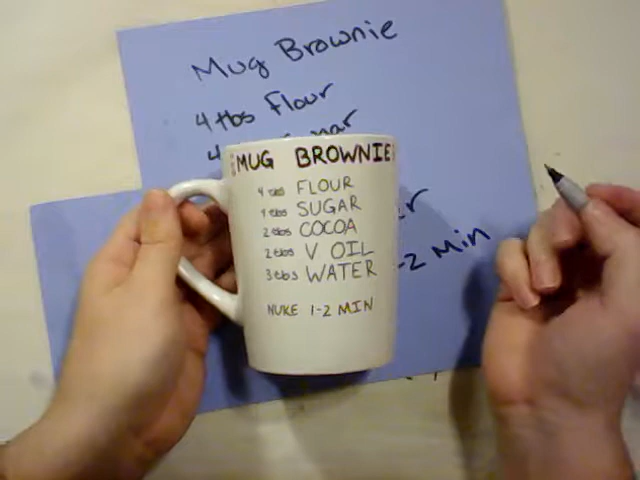 Mug Brownie
4 tbs Flour
4
2 Min
MUG BROWNIE
4 tbs FLOUR
4 tbs SUGAR
2 tbs COCOA
2 tbs V OIL
3 tbs WATER
NUKE 1-2 MIN